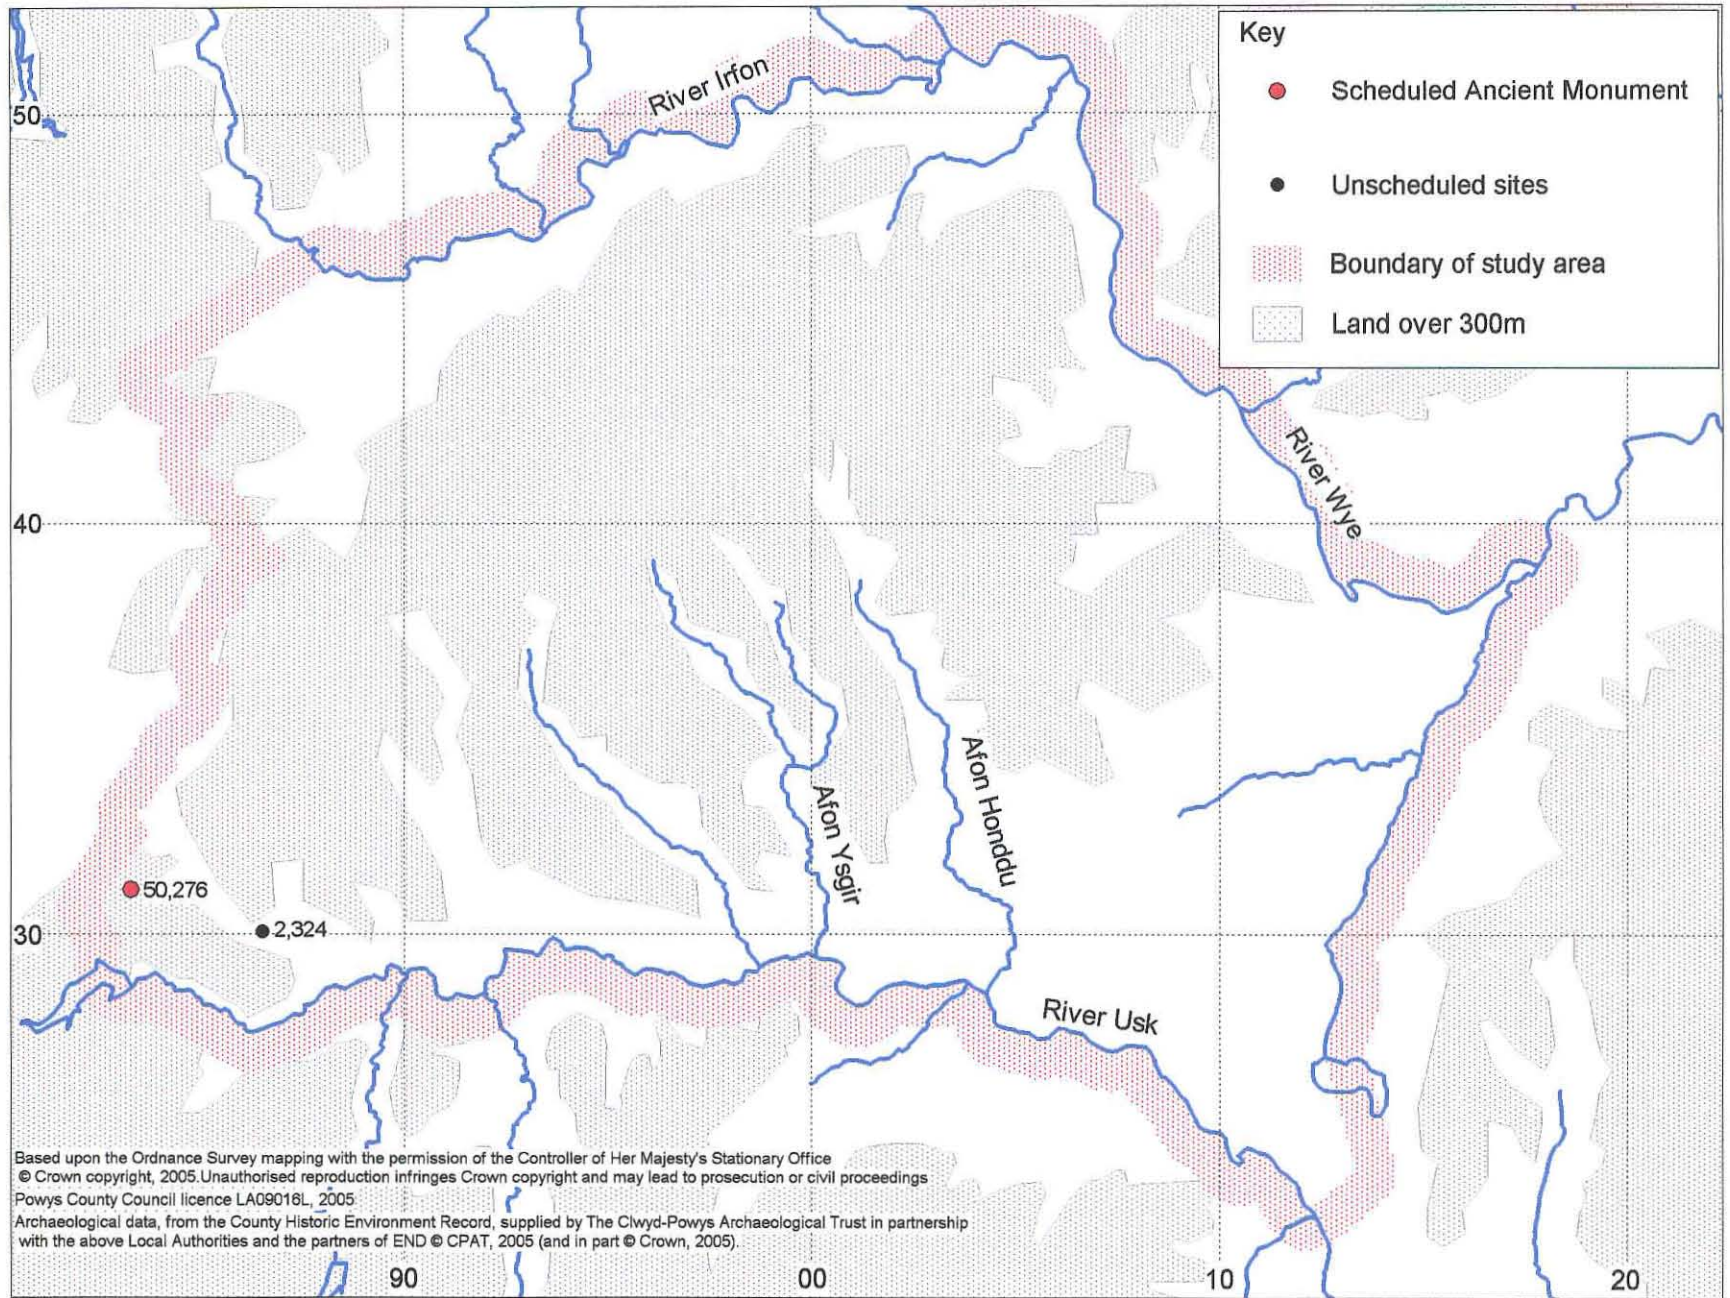 Key
Scheduled Ancient Monument
Unscheduled sites
Boundary of study area
Land over 300m
River Irfon
50
River Wye
40
Afon Ysgir
Afon Honddu
50,276
2,324
30
River Usk
Based upon the Ordnance Survey mapping with the permission of the Controller of Her Majesty's Stationary Office
© Crown copyright, 2005.Unauthorised reproduction infringes Crown copyright and may lead to prosecution or civil proceedings
Powys County Council licence LA09016L, 2005
Archaeological data, from the County Historic Environment Record, supplied by The Clwyd-Powys Archaeological Trust in partnership
with the above Local Authorities and the partners of END © CPAT, 2005 (and in part © Crown, 2005).
90
00
10
20